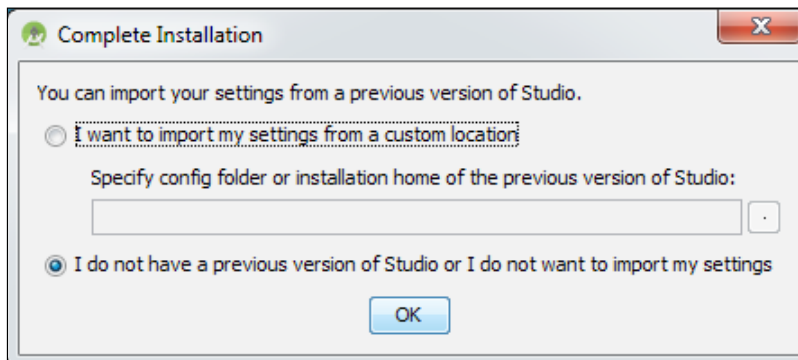 Complete Installation
You can import your settings from a previous version of Studio.
I want to import my settings from a custom location
Specify config folder or installation home of the previous version of Studio:
.
I do not have a previous version of Studio or I do not want to import my settings
OK